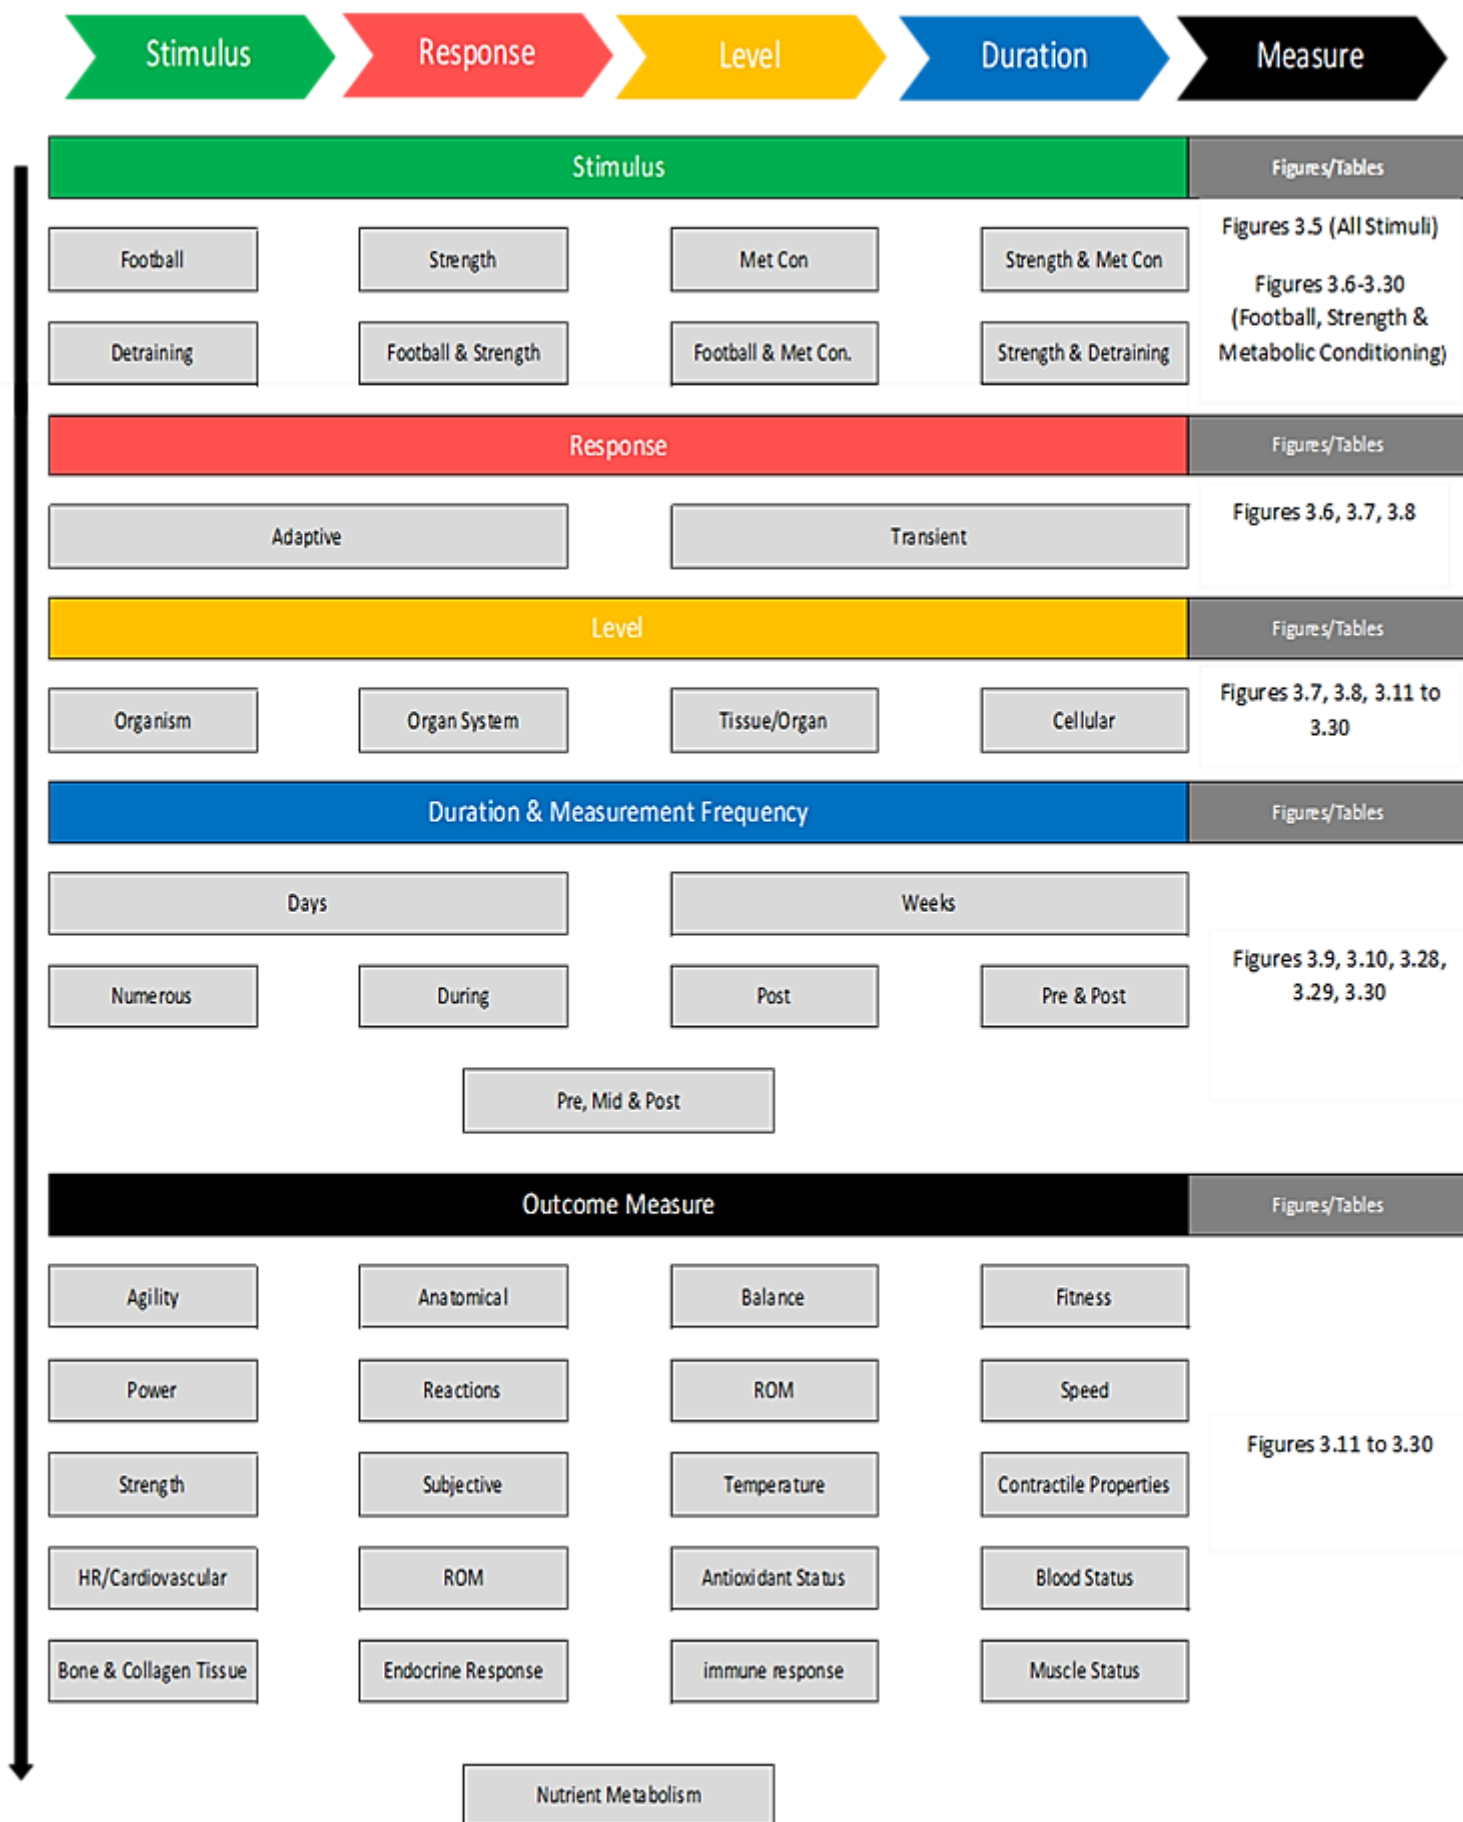 Stimulus
Response
Level
Duration
Measure
Stimulus
Figures/Tables
Football
Strength
Met Con
Strength & Met Con
Figures 3.5 (All Stimuli)
Figures 3.6-3.30
(Football, Strength &
Metabolic Conditioning)
Detraining
Football & Strength
Football & Met Con.
Strength & Detraining
Response
Figures/Tables
Adaptive
Transient
Figures 3.6, 3.7, 3.8
Level
Figures/Tables
Organism
Organ System
Tissue/Organ
Cellular
Figures 3.7, 3.8, 3.11 to
3.30
Duration & Measurement Frequency
Figures/Tables
Days
Weeks
Numerous
During
Post
Pre & Post
Figures 3.9, 3.10, 3.28,
3.29, 3.30
Pre, Mid & Post
Outcome Measure
Figures/Tables
Agility
Anatomical
Balance
Fitness
Power
Reactions
ROM
Speed
Figures 3.11 to 3.30
Strength
Subjective
Temperature
Contractile Properties
HR/Cardiovascular
ROM
Antioxidant Status
Blood Status
Bone & Collagen Tissue
Endocrine Response
immune response
Muscle Status
Nutrient Metabolism